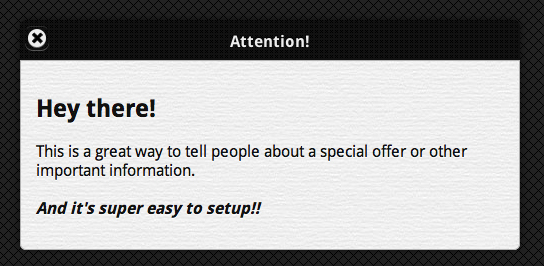 Attention!
Hey there!
This is a great way to tell people about a special offer or other
important information.
And it's super easy to setup!!